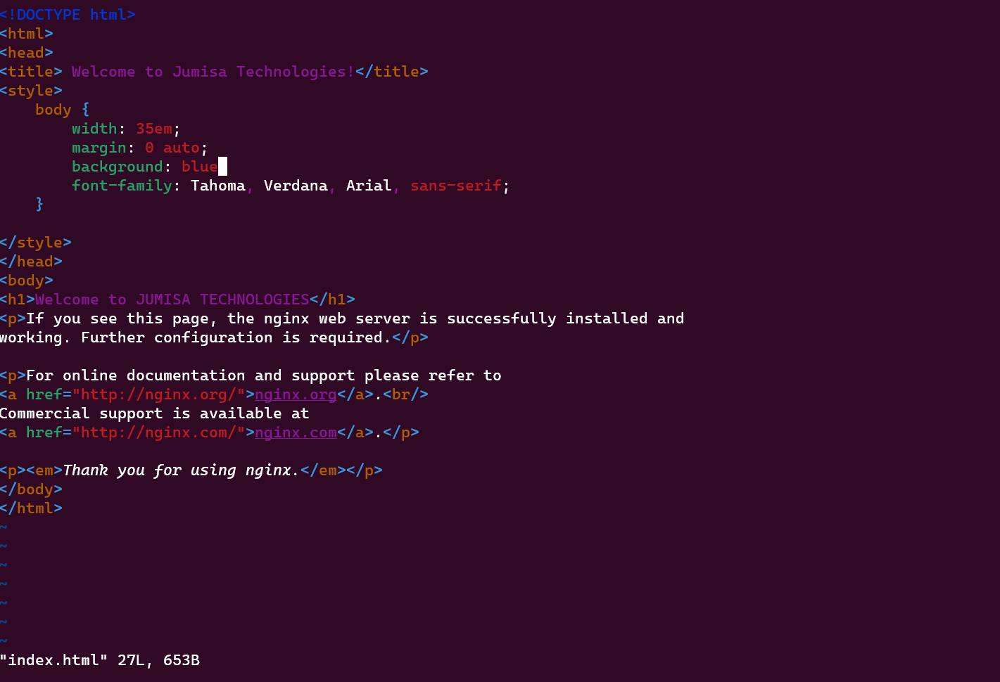 <!DOCTYPE html>
<html>
<head>
<title> Welcome to Jumisa Technologies!</title>
<style>
    body {
        width: 35em;
        margin: 0 auto;
        background: blue
        font-family: Tahoma, Verdana, Arial, sans-serif;
    }

</style>
</head>
<body>
<h1>Welcome to JUMISA TECHNOLOGIES</h1>
<p>If you see this page, the nginx web server is successfully installed and
working. Further configuration is required.</p>

<p>For online documentation and support please refer to
<a href="http://nginx.org/">nginx.org</a>.<br/>
Commercial support is available at
<a href="http://nginx.com/">nginx.com</a>.</p>

<p><em>Thank you for using nginx.</em></p>
</body>
</html>
~
~
~
~
~
~
~
"index.html" 27L, 653B